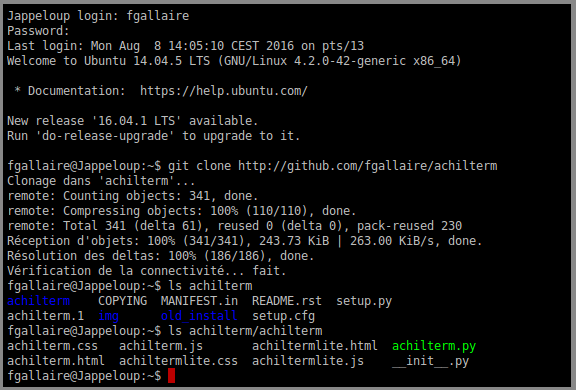 Jappeloup login: fgallaire
Password:
Last login: Mon Aug  8 14:05:10 CEST 2016 on pts/13
Welcome to Ubuntu 14.04.5 LTS (GNU/Linux 4.2.0-42-generic x86_64)

 * Documentation:  https://help.ubuntu.com/

New release '16.04.1 LTS' available.
Run 'do-release-upgrade' to upgrade to it.

fgallaire@Jappeloup:~$ git clone http://github.com/fgallaire/achilterm
Clonage dans 'achilterm'...
remote: Counting objects: 341, done.
remote: Compressing objects: 100% (110/110), done.
remote: Total 341 (delta 61), reused 0 (delta 0), pack-reused 230
Réception d'objets: 100% (341/341), 243.73 KiB | 263.00 KiB/s, done.
Résolution des deltas: 100% (186/186), done.
Vérification de la connectivité... fait.
fgallaire@Jappeloup:~$ ls achilterm
achilterm    COPYING  MANIFEST.in  README.rst  setup.py
achilterm.1  img      old_install  setup.cfg
fgallaire@Jappeloup:~$ ls achilterm/achilterm
achilterm.css   achilterm.js       achiltermlite.html  achilterm.py
achilterm.html  achiltermlite.css  achiltermlite.js    __init__.py
fgallaire@Jappeloup:~$